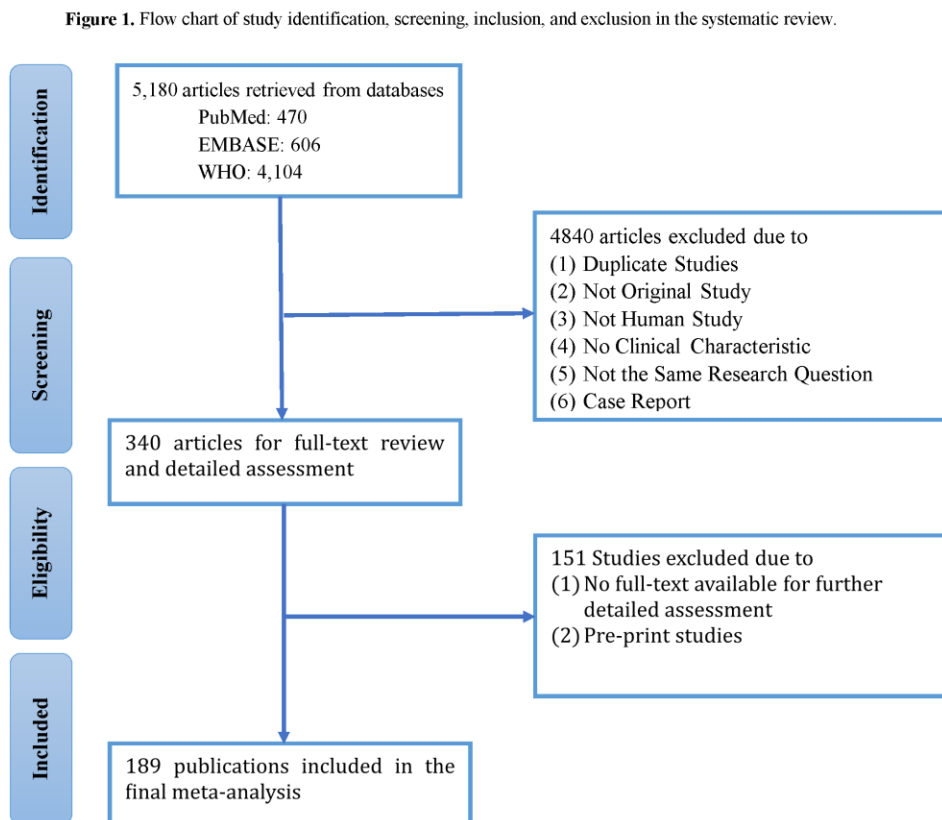 Figure 1. Flow chart of study identification, screening, inclusion, and exclusion in the systematic review.
Identification
5,180 articles retrieved from databases
PubMed: 470
EMBASE: 606
WHO: 4,104
Screening
4840 articles excluded due to
(1) Duplicate Studies
(2) Not Original Study
(3) Not Human Study
(4) No Clinical Characteristic
(5) Not the Same Research Question
(6) Case Report
340 articles for full-text review
and detailed assessment
Eligibility
151 Studies excluded due to
(1) No full-text available for further
detailed assessment
(2) Pre-print studies
Included
189 publications included in the
final meta-analysis